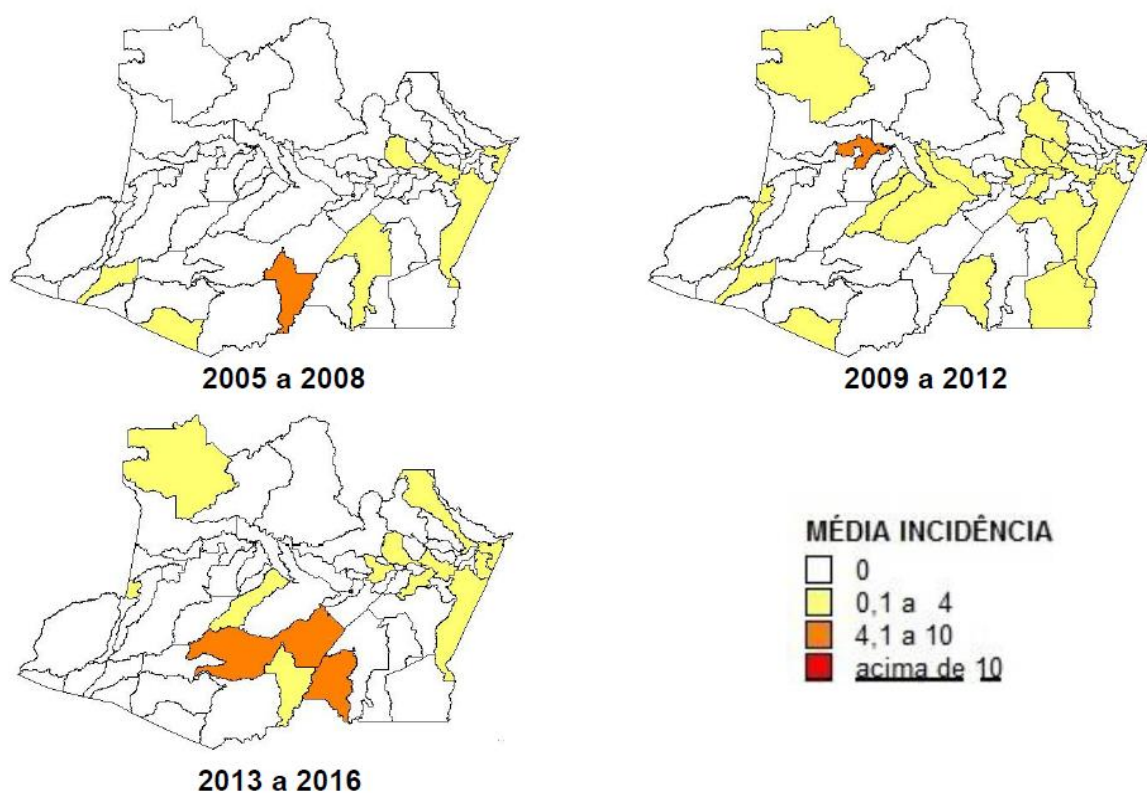 2005 a 2008
2009 a 2012
2013 a 2016
MÉDIA INCIDÊNCIA
0
0,1 a 4
4,1 a 10
acima de 10